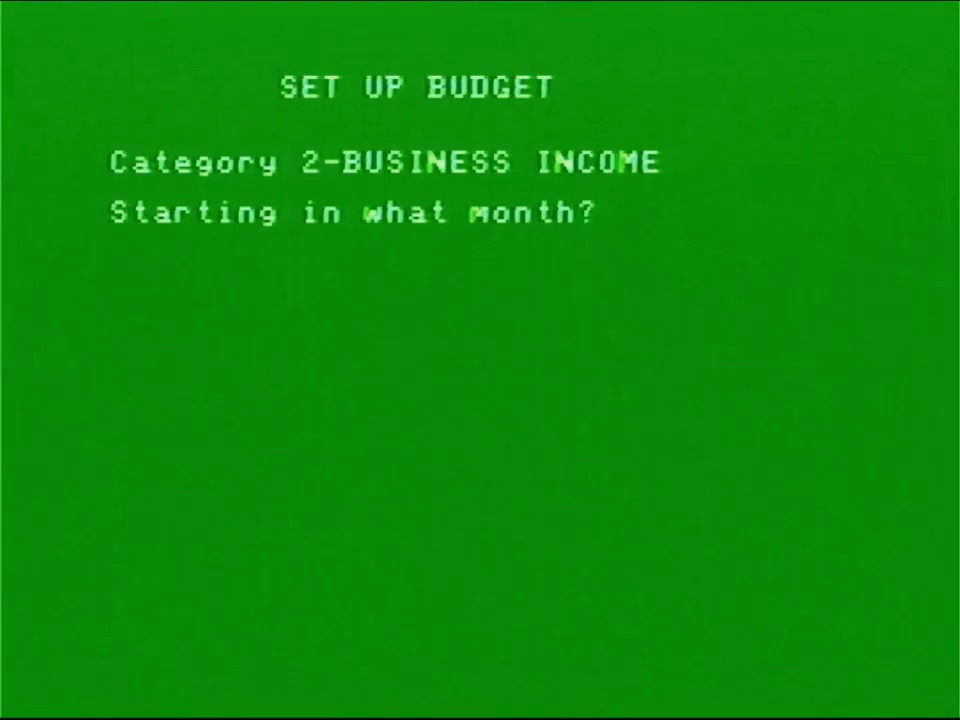 SET UP BUDGET
Category 2-BUSINESS INCOME
Starting in what month?